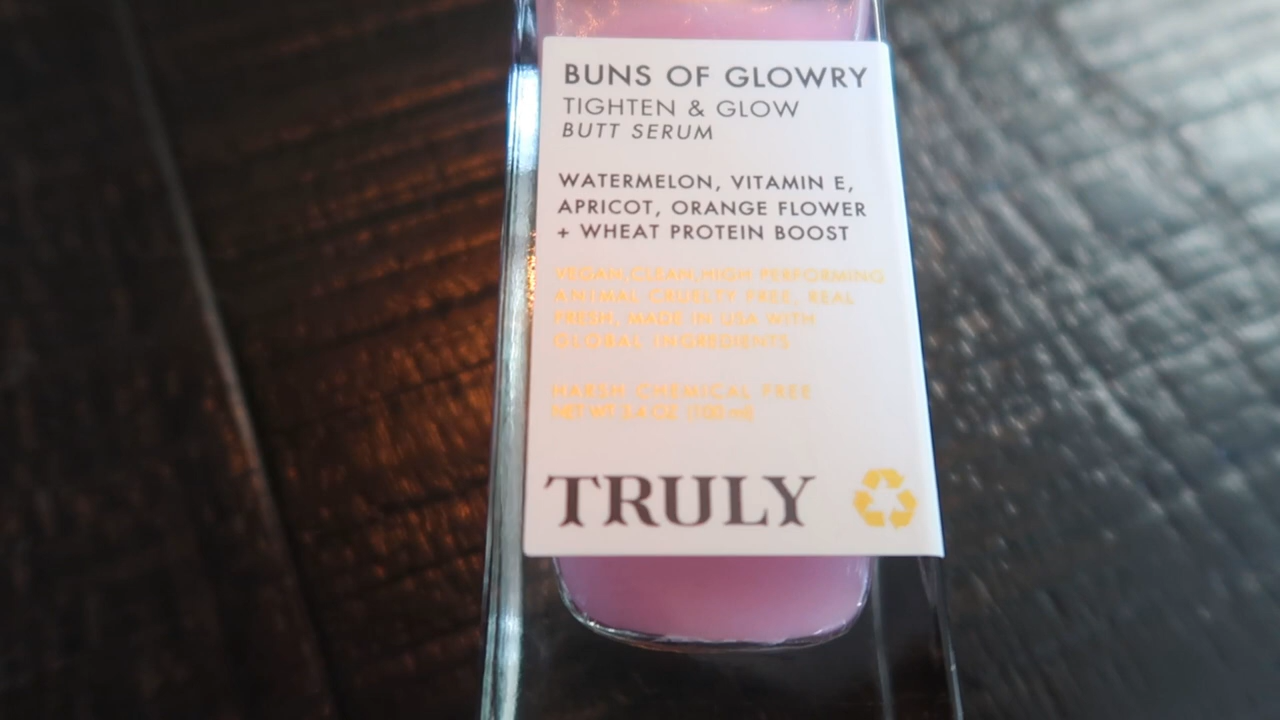 BUNS OF GLOWRY
TIGHTEN & GLOW
BUTT SERUM
WATERMELON, VITAMIN E,
APRICOT, ORANGE FLOWER
+ WHEAT PROTEIN BOOST
VEGAN,CLEAN,HIGH PERFORMING
ANIMAL CRUELTY FREE, REAL
FRESH, MADE IN USA WITH
GLOBAL INGREDIENTS
HARSH CHEMICAL FREE
NET WT 3.4 OZ (100 ml)
TRULY